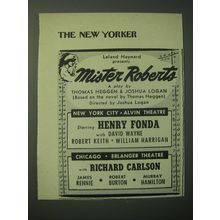 THE NEW YORKER
Leland Hayward
presents
Mister Roberts
A play by
THOMAS HEGGEN & JOSHUA LOGAN
(Based on the novel by Thomas Heggen)
Directed by Joshua Logan
NEW YORK CITY · ALVIN THEATRE
Starring HENRY FONDA
with DAVID WAYNE
ROBERT KEITH · WILLIAM HARRIGAN
CHICAGO · ERLANGER THEATRE
with RICHARD CARLSON
JAMES RENNIE · ROBERT BURTON · MURRAY HAMILTON